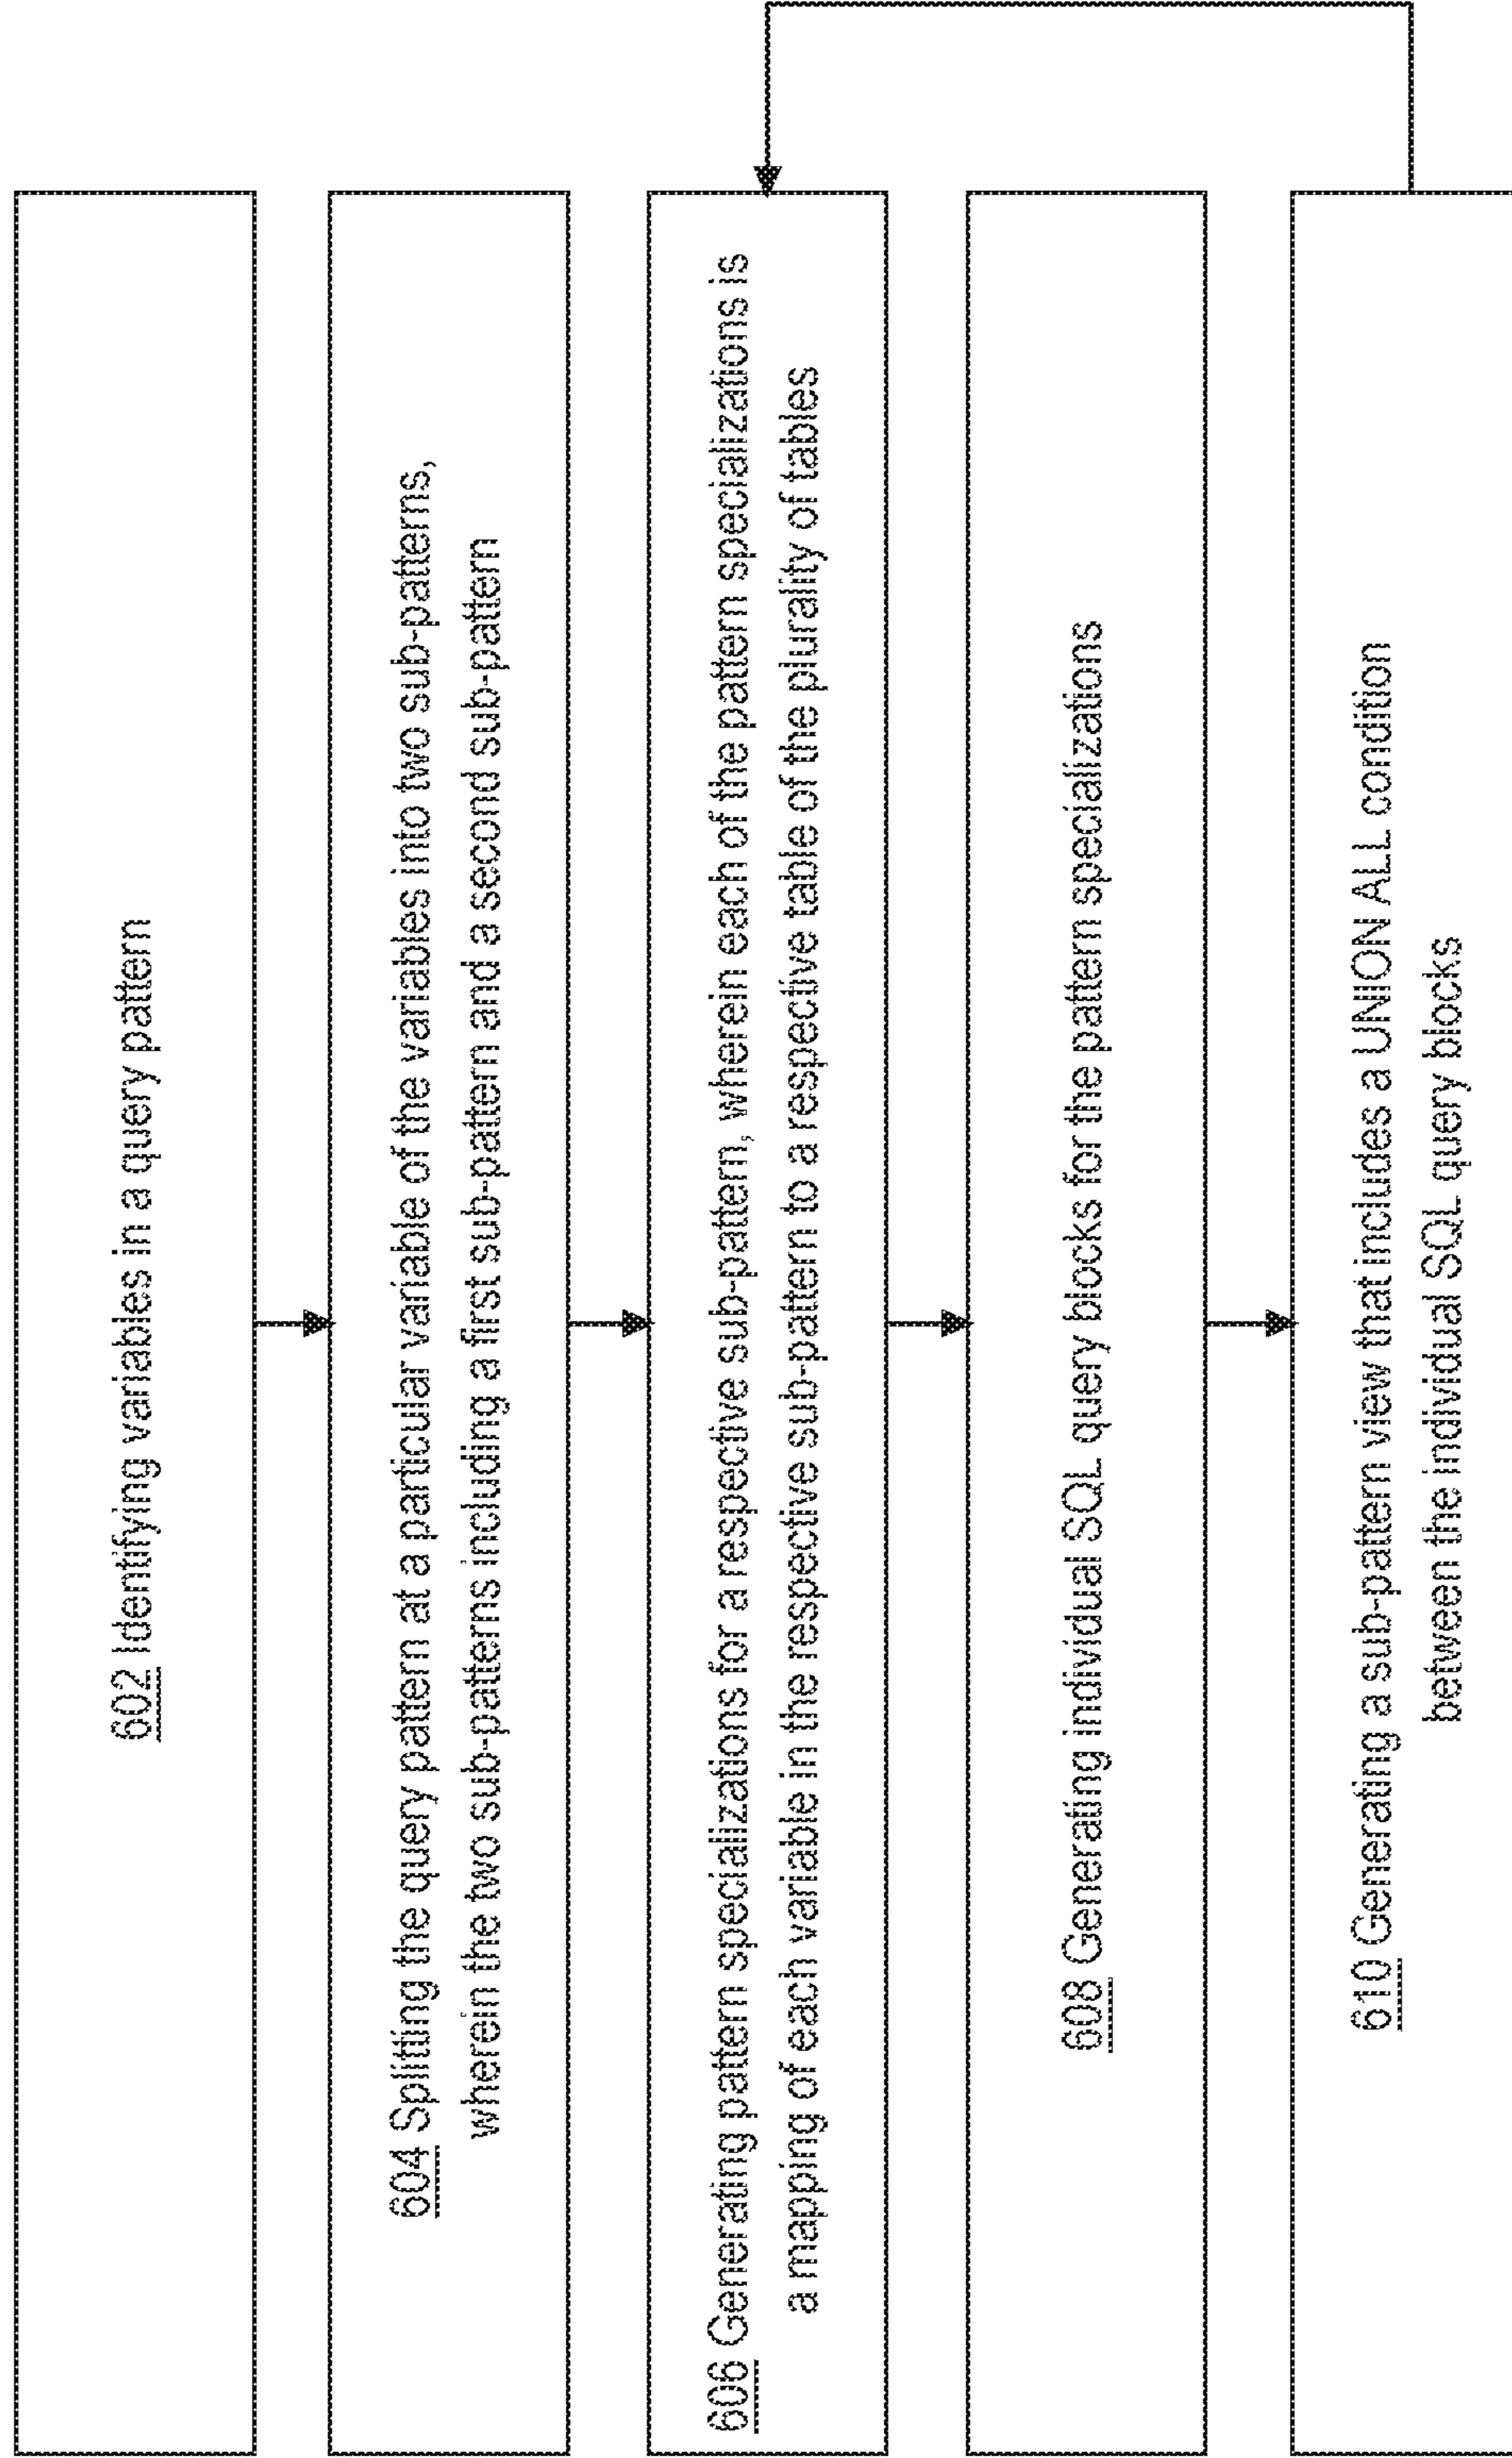 602 Identifying variables in a query pattern
604 Splitting the query pattern at a particular variable of the variables into two sub-patterns,
wherein the two sub-patterns including a first sub-pattern and a second sub-pattern
606 Generating pattern specializations for a respective sub-pattern, wherein each of the pattern specializations is
a mapping of each variable in the respective sub-pattern to a respective table of the plurality of tables
608 Generating individual SQL query blocks for the pattern specializations
610 Generating a sub-pattern view that includes a UNION ALL condition
between the individual SQL query blocks